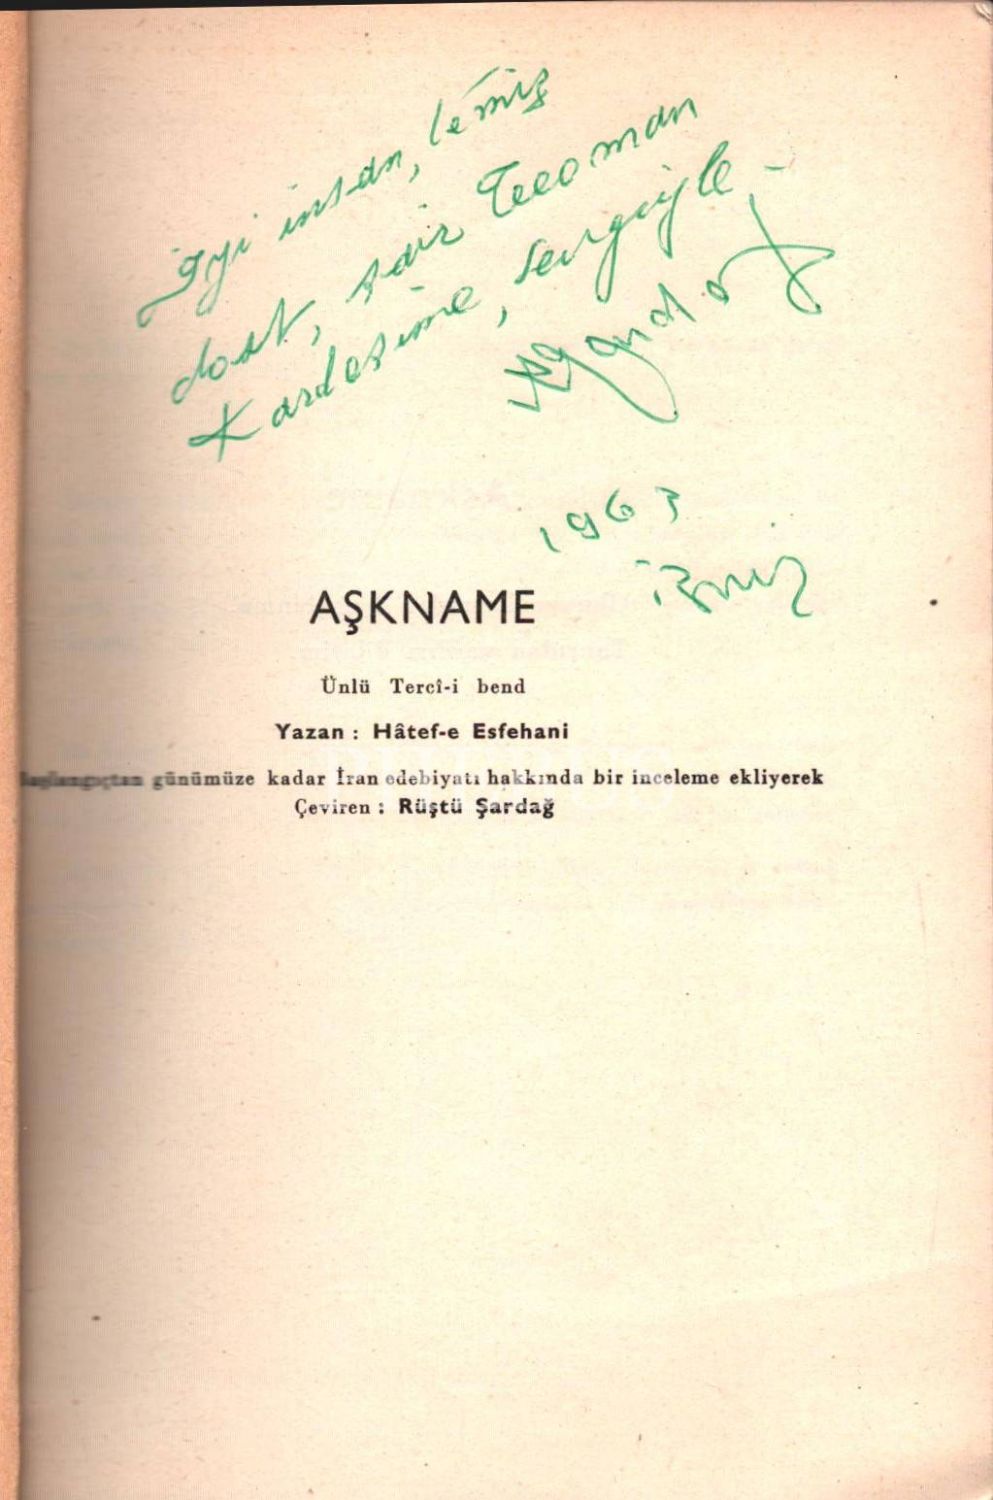 İyi insan, temiz
dost, şair Teoman
Kardeşime, sevgiyle -
1963
İzmir
AŞKNAME
Ünlü Tercî-i bend
Yazan : Hâtef-e Esfehani
Başlangıçtan günümüze kadar İran edebiyatı hakkında bir inceleme ekliyerek
Çeviren : Rüştü Şardağ